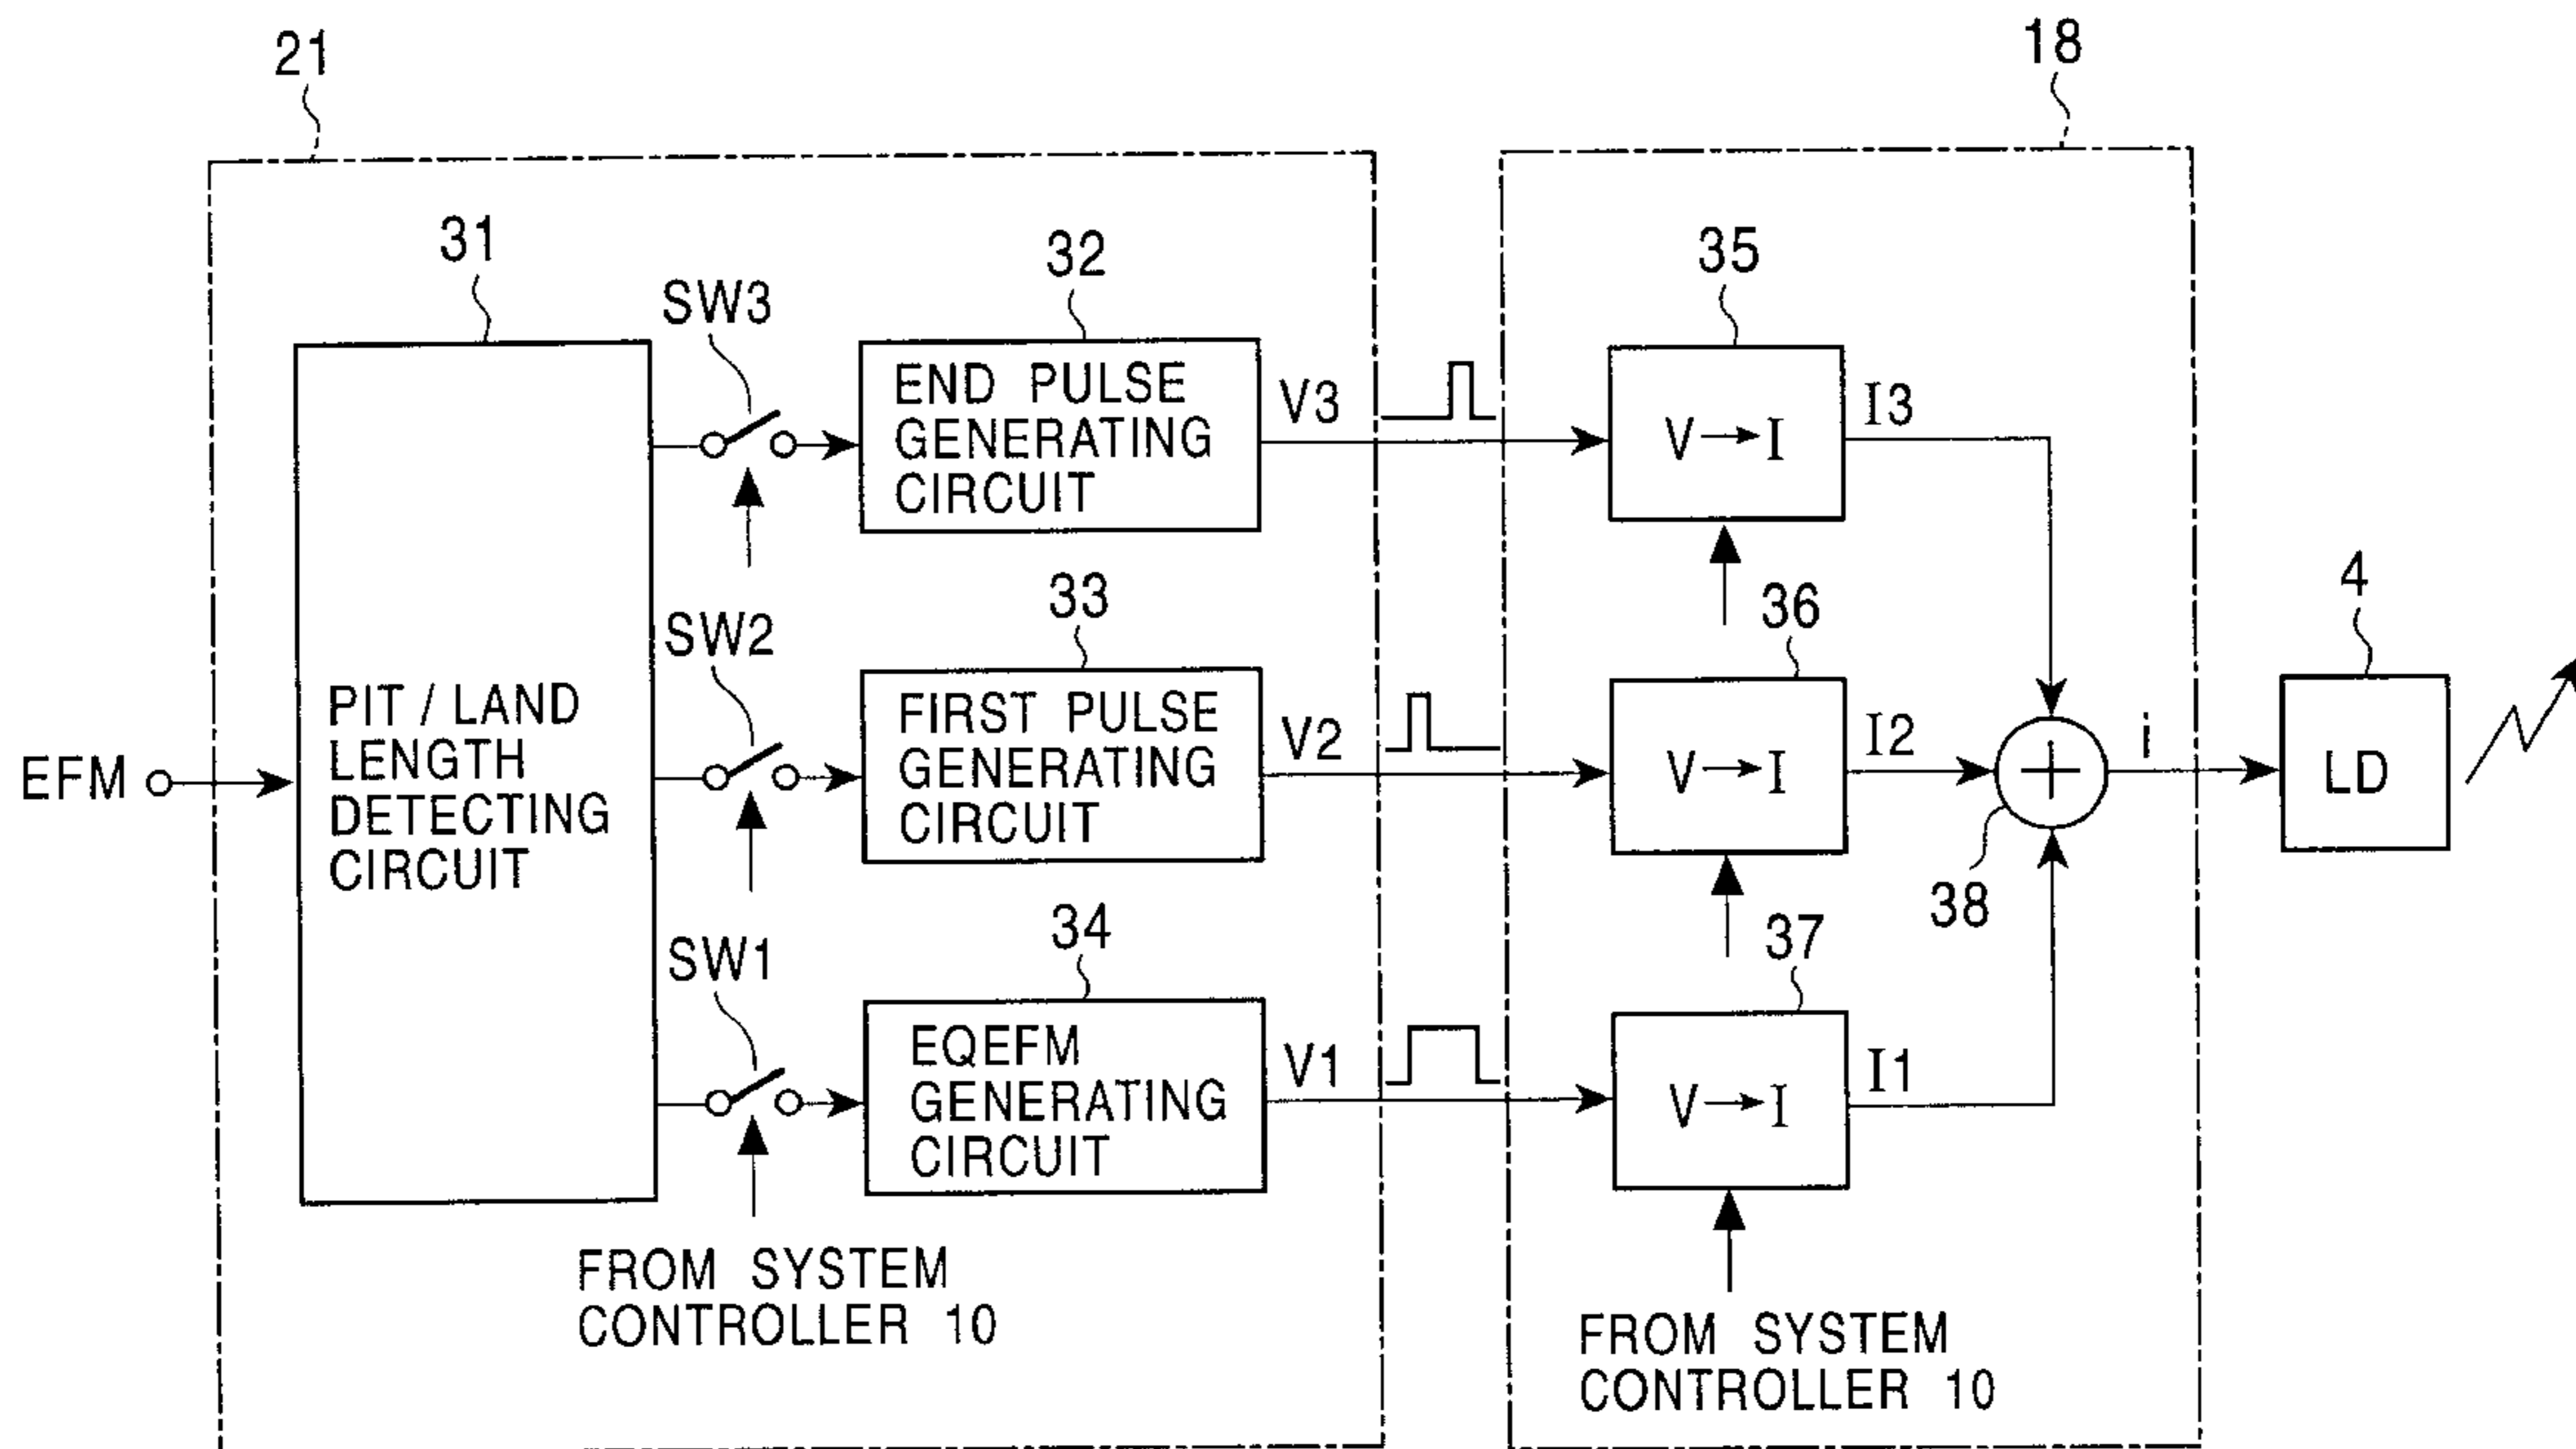 21
18
31
32
35
SW3
END PULSE
GENERATING
CIRCUIT
V3
V→I
I3
4
SW2
33
36
PIT / LAND
LENGTH
DETECTING
CIRCUIT
FIRST PULSE
GENERATING
CIRCUIT
V2
V→I
I2
+
i
LD
EFM
38
SW1
34
37
EQEFM
GENERATING
CIRCUIT
V1
V→I
I1
FROM SYSTEM
CONTROLLER 10
FROM SYSTEM
CONTROLLER 10